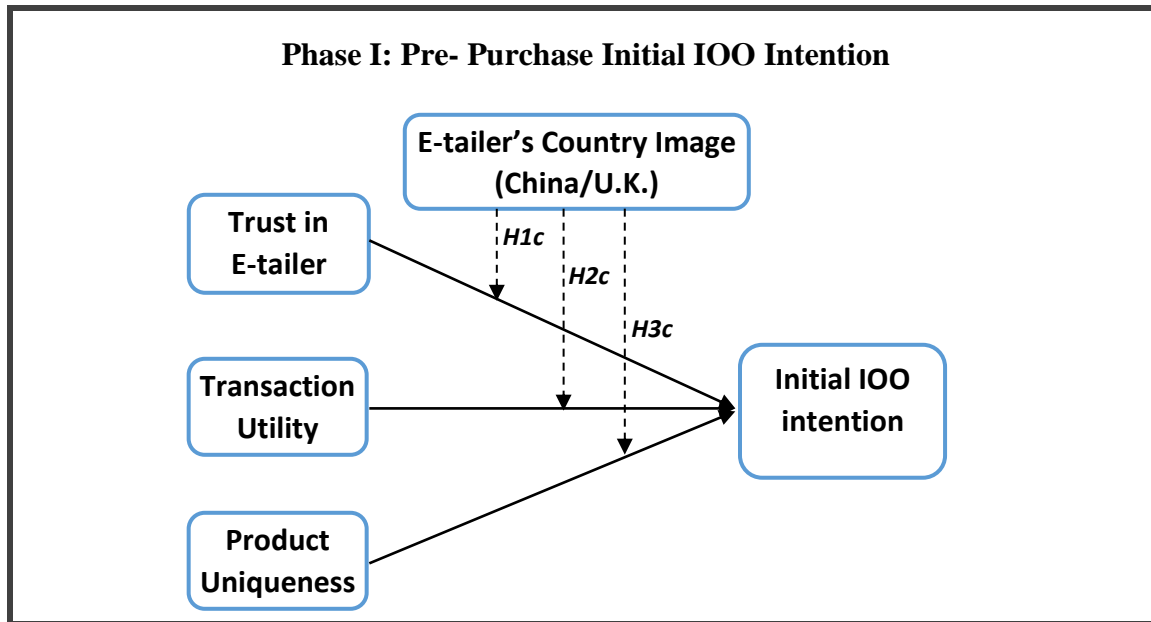 Phase I: Pre- Purchase Initial IOO Intention
E-tailer’s Country Image
(China/U.K.)
Trust in
E-tailer
H1c
H2c
H3c
Transaction
Utility
Initial IOO
intention
Product
Uniqueness